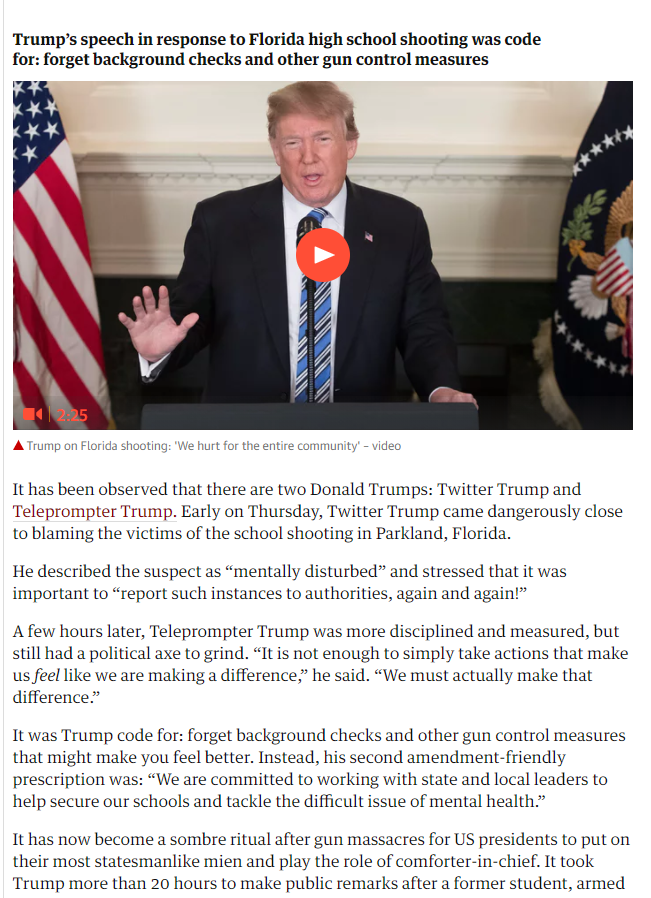 Trump’s speech in response to Florida high school shooting was code
for: forget background checks and other gun control measures
2:25
Trump on Florida shooting: 'We hurt for the entire community' – video
It has been observed that there are two Donald Trumps: Twitter Trump and
Teleprompter Trump. Early on Thursday, Twitter Trump came dangerously close
to blaming the victims of the school shooting in Parkland, Florida.
He described the suspect as “mentally disturbed” and stressed that it was
important to “report such instances to authorities, again and again!”
A few hours later, Teleprompter Trump was more disciplined and measured, but
still had a political axe to grind. “It is not enough to simply take actions that make
us feel like we are making a difference,” he said. “We must actually make that
difference.”
It was Trump code for: forget background checks and other gun control measures
that might make you feel better. Instead, his second amendment-friendly
prescription was: “We are committed to working with state and local leaders to
help secure our schools and tackle the difficult issue of mental health.”
It has now become a sombre ritual after gun massacres for US presidents to put on
their most statesmanlike mien and play the role of comforter-in-chief. It took
Trump more than 20 hours to make public remarks after a former student, armed